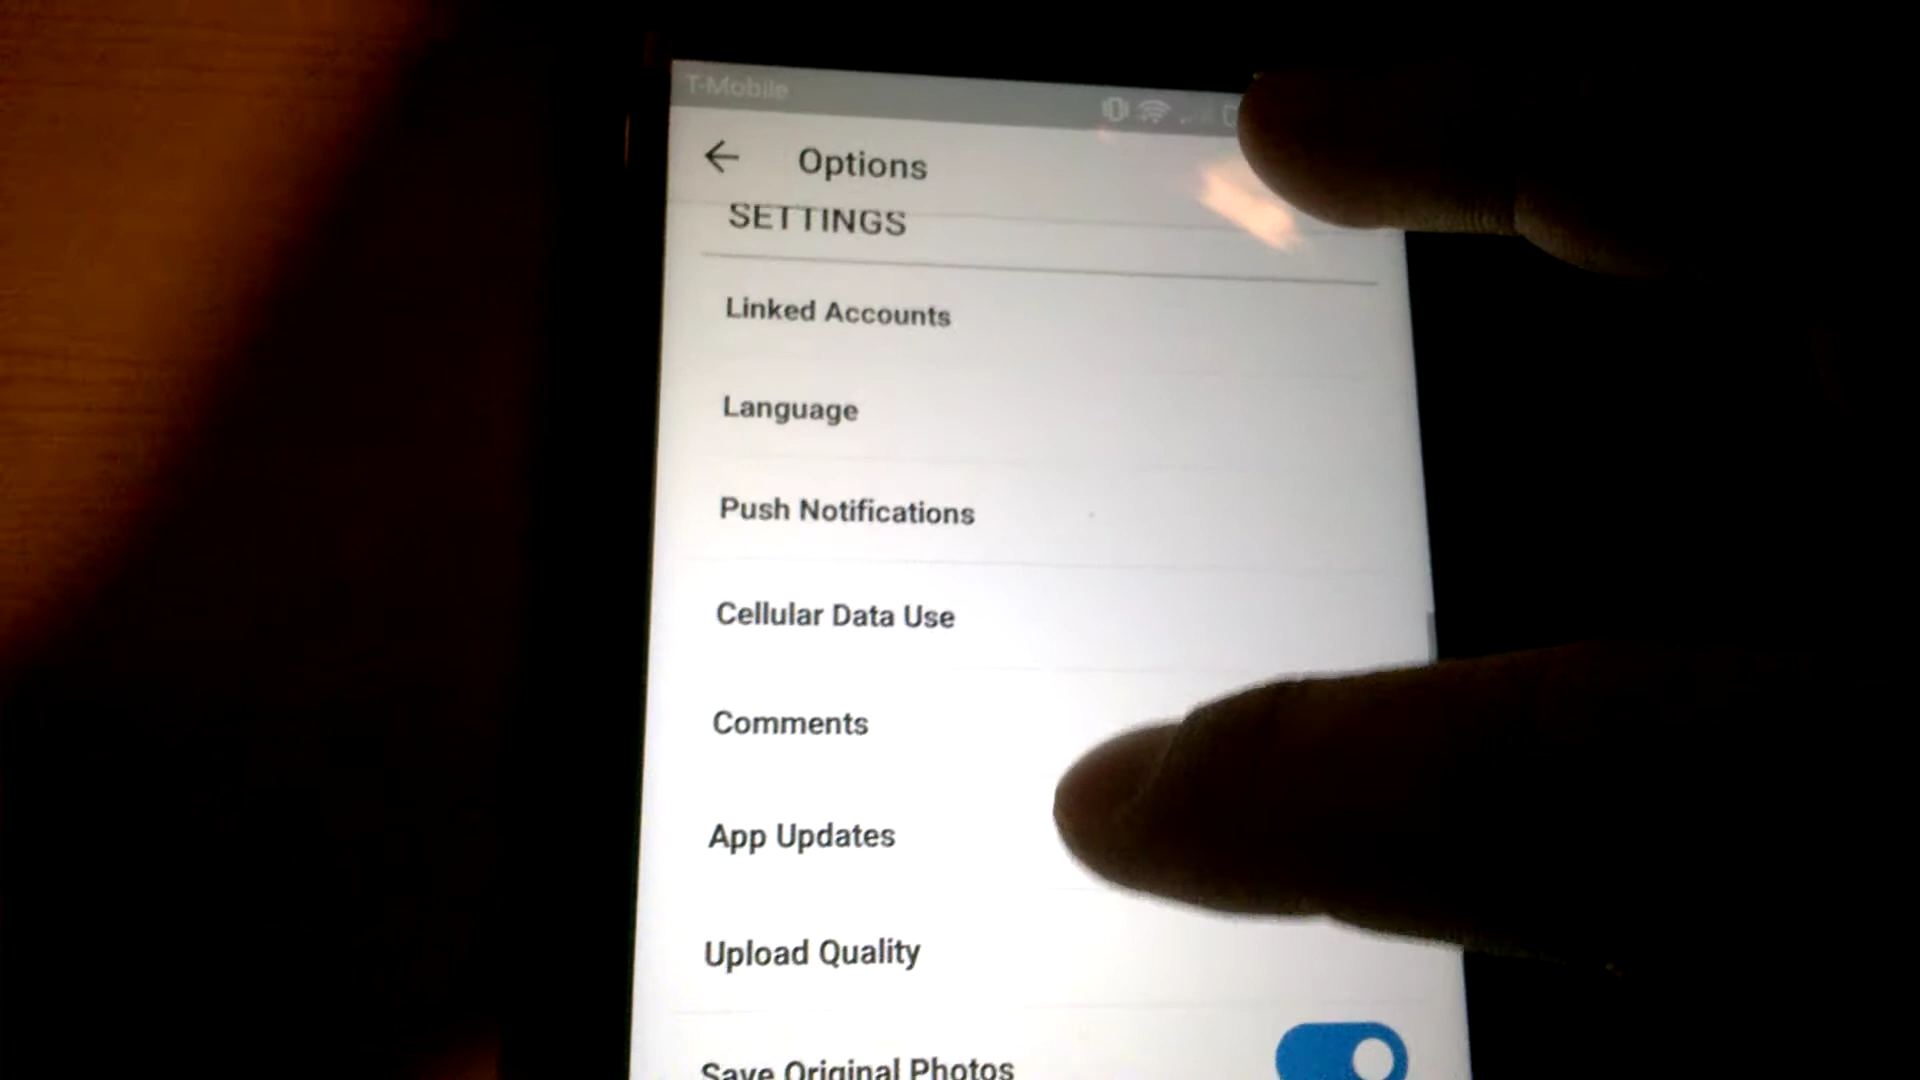 T-Mobile
Options
SETTINGS
Linked Accounts
Language
Push Notifications
Cellular Data Use
Comments
App Updates
Upload Quality
Save Original Photos